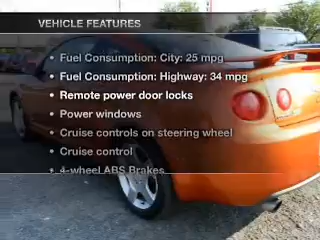 VEHICLE FEATURES
• Fuel Consumption: City: 25 mpg
• Fuel Consumption: Highway: 34 mpg
• Remote power door locks
• Power windows
• Cruise controls on steering wheel
• Cruise control
• 4-wheel ABS Brakes